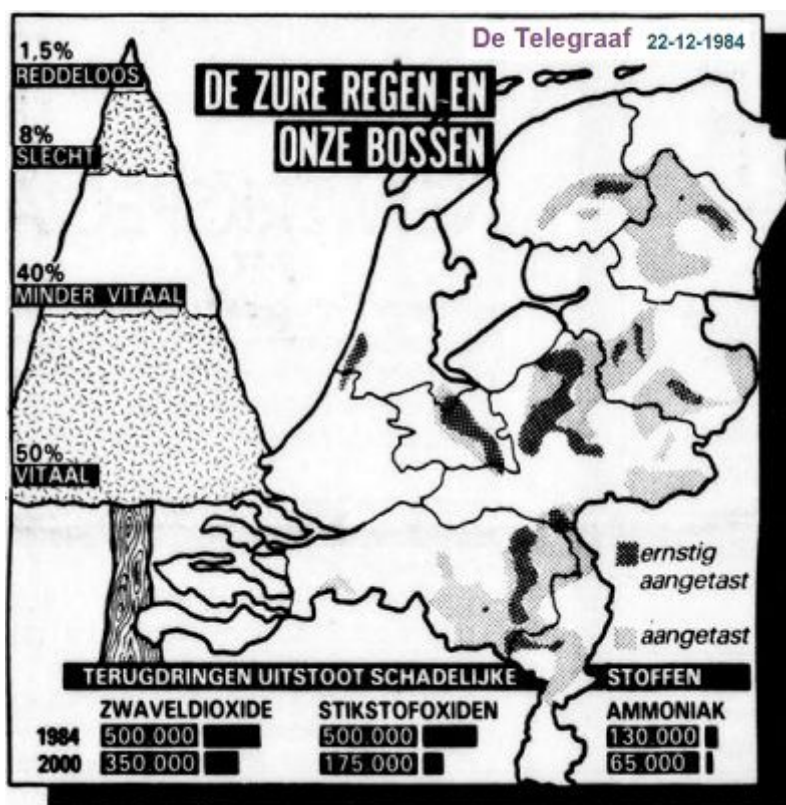 De Telegraaf 22-12-1984
DE ZURE REGEN EN
ONZE BOSSEN
1,5%
REDDELOOS
8%
SLECHT
40%
MINDER VITAAL
50%
VITAAL
ernstig
aangetast
aangetast
TERUGDRINGEN UITSTOOT SCHADELIJKE STOFFEN
ZWAVELDIOXIDE STIKSTOFOXIDEN AMMONIAK
1984 500.000 500.000 130.000
2000 350.000 175.000 65.000